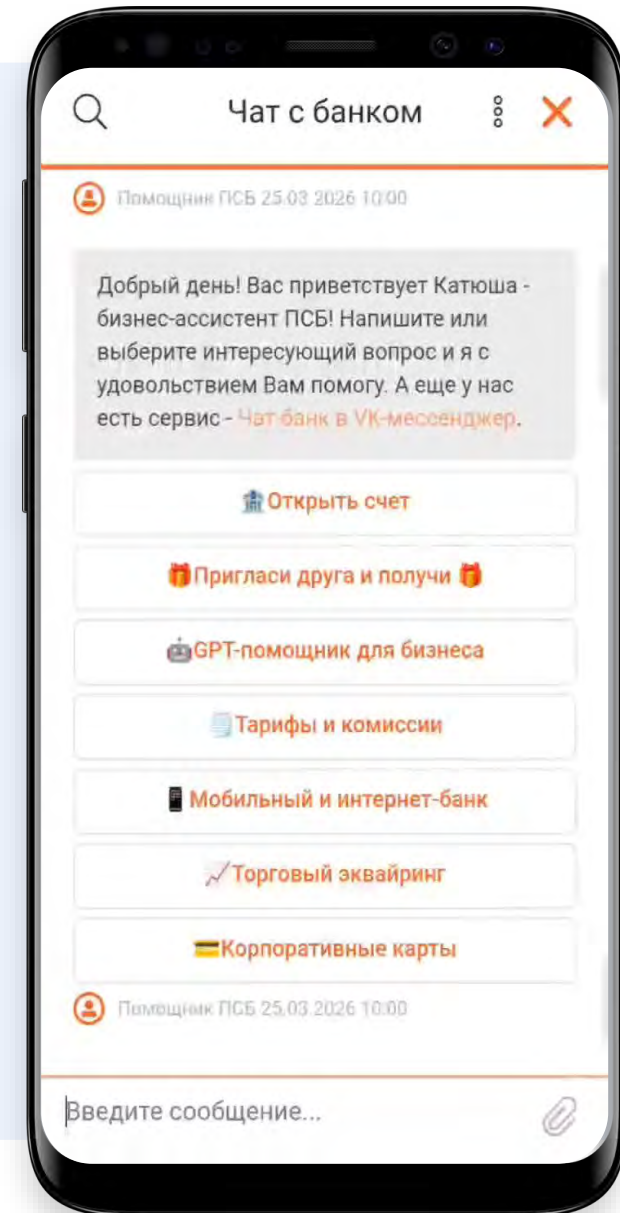 Чат с банком
Помощник ПСБ 25.03.2026 10:00
Добрый день! Вас приветствует Катюша -
бизнес-ассистент ПСБ! Напишите или
выберите интересующий вопрос и я с
удовольствием Вам помогу. А еще у нас
есть сервис - Чат банк в VK-мессенджер.
Открыть счет
Пригласи друга и получи
GPT-помощник для бизнеса
Тарифы и комиссии
Мобильный и интернет-банк
Торговый эквайринг
Корпоративные карты
Помощник ПСБ 25.03.2026 10:00
Введите сообщение...